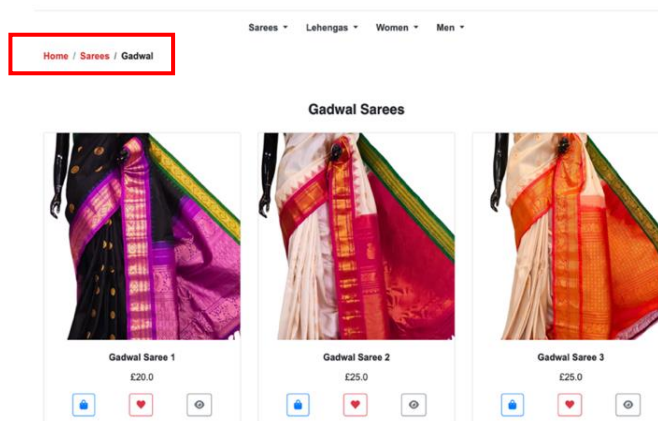 Sarees Lehengas Women Men
Home / Sarees / Gadwal
Gadwal Sarees
Gadwal Saree 1 Gadwal Saree 2 Gadwal Saree 3
£20.0 £25.0 £25.0